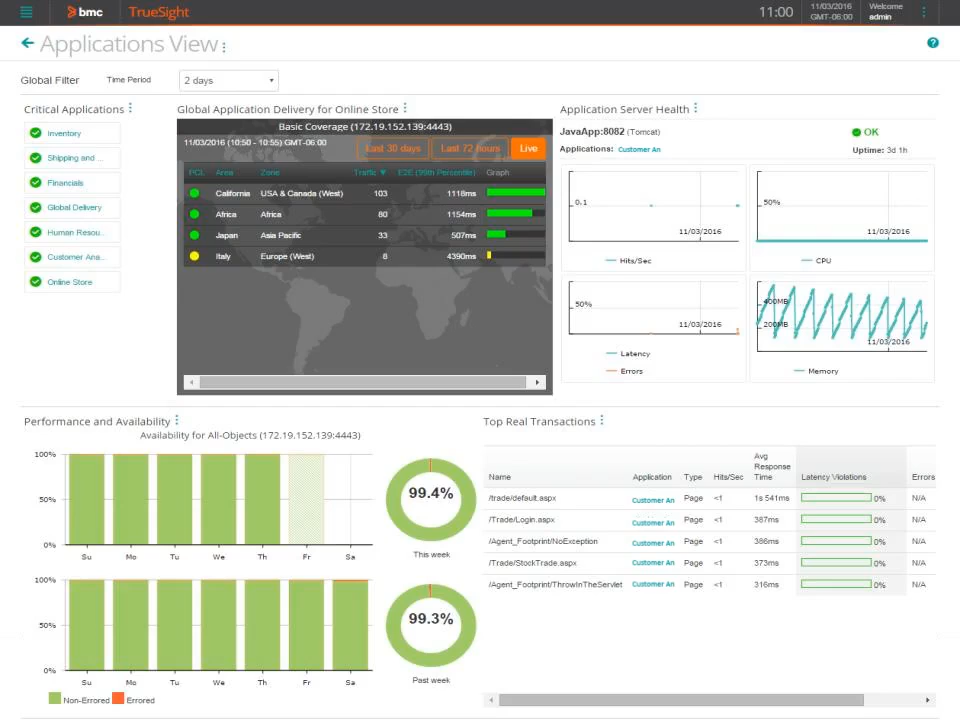 bmc TrueSight 11:00 11/03/2016 GMT-06:00 Welcome admin
Applications View
?
Global Filter Time Period 2 days
Critical Applications
Inventory
Shipping and ...
Financials
Global Delivery
Human Resou..
Customer Ana..
Online Store
Global Application Delivery for Online Store
Basic Coverage (172.19.152.139:4443)
11/03/2016 (10:50 - 10:55) GMT-06:00 Last 30 days Last 72 hours Live
PCL Area Zone Traffic ▼ E2E (99th Percentile) Graph
California USA & Canada (West) 103 1118ms
Africa Africa 80 1154ms
Japan Asia Pacific 33 507ms
Italy Europe (West) 8 4390ms
Application Server Health
JavaApp:8082 (Tomcat) OK
Applications: Customer An Uptime: 3d 1h
0.1
11/03/2016
Hits/Sec
50%
11/03/2016
CPU
50%
11/03/2016
Latency
Errors
400MB
200MB
11/03/2016
Memory
Performance and Availability
Availability for All-Objects (172.19.152.139:4443)
100%
50%
0%
Su Mo Tu We Th Fr Sa
99.4%
This week
100%
50%
0%
Su Mo Tu We Th Fr Sa
99.3%
Past week
Non-Errored Errored
Top Real Transactions
Name Application Type Hits/Sec Avg Response Time Latency Violations Errors
/trade/default.aspx Customer An Page <1 1s 541ms 0% N/A
/Trade/Login.aspx Customer An Page <1 387ms 0% N/A
/Agent_Footprint/NoException Customer An Page <1 386ms 0% N/A
/Trade/StockTrade.aspx Customer An Page <1 373ms 0% N/A
/Agent_Footprint/ThrowInTheServlet Customer An Page <1 316ms 0% N/A